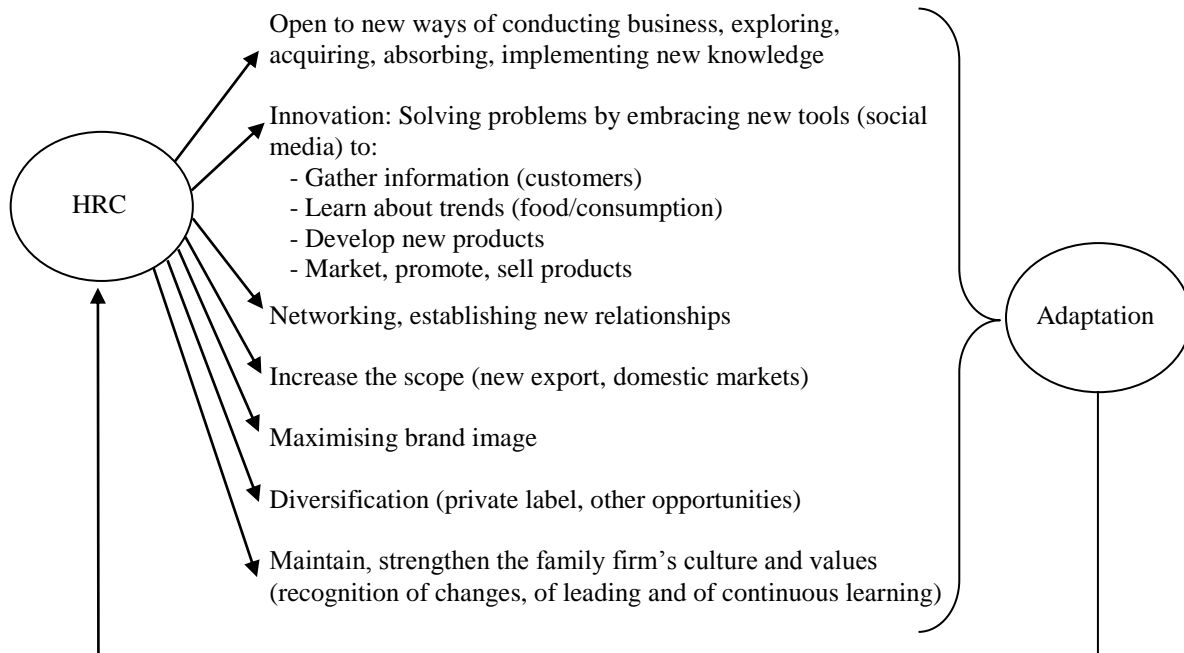 Open to new ways of conducting business, exploring,
acquiring, absorbing, implementing new knowledge
Innovation: Solving problems by embracing new tools (social
media) to:
- Gather information (customers)
- Learn about trends (food/consumption)
- Develop new products
- Market, promote, sell products
HRC
Networking, establishing new relationships
Adaptation
Increase the scope (new export, domestic markets)
Maximising brand image
Diversification (private label, other opportunities)
Maintain, strengthen the family firm’s culture and values
(recognition of changes, of leading and of continuous learning)